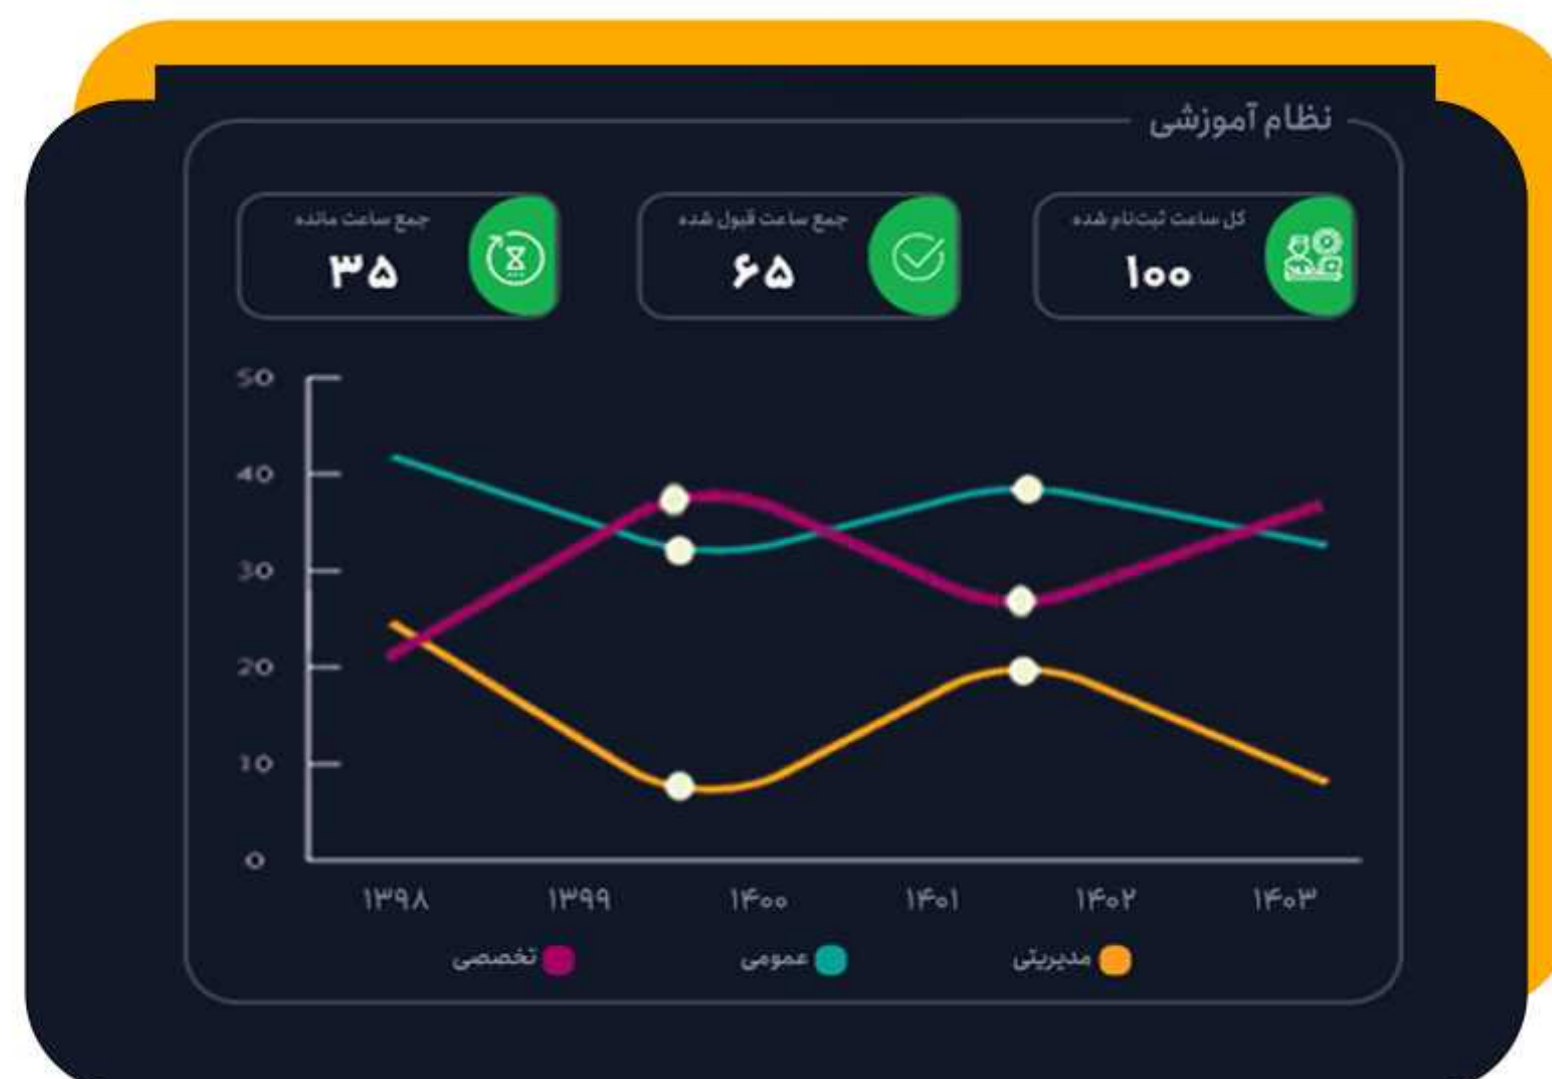 نظام آموزشی
کل ساعت ثبت‌نام شده
۱۰۰
جمع ساعت قبول شده
۶۵
جمع ساعت مانده
۳۵
50
40
30
20
10
0
۱۳۹۸ ۱۳۹۹ ۱۴۰۰ ۱۴۰۱ ۱۴۰۲ ۱۴۰۳
مدیریتی
عمومی
تخصصی